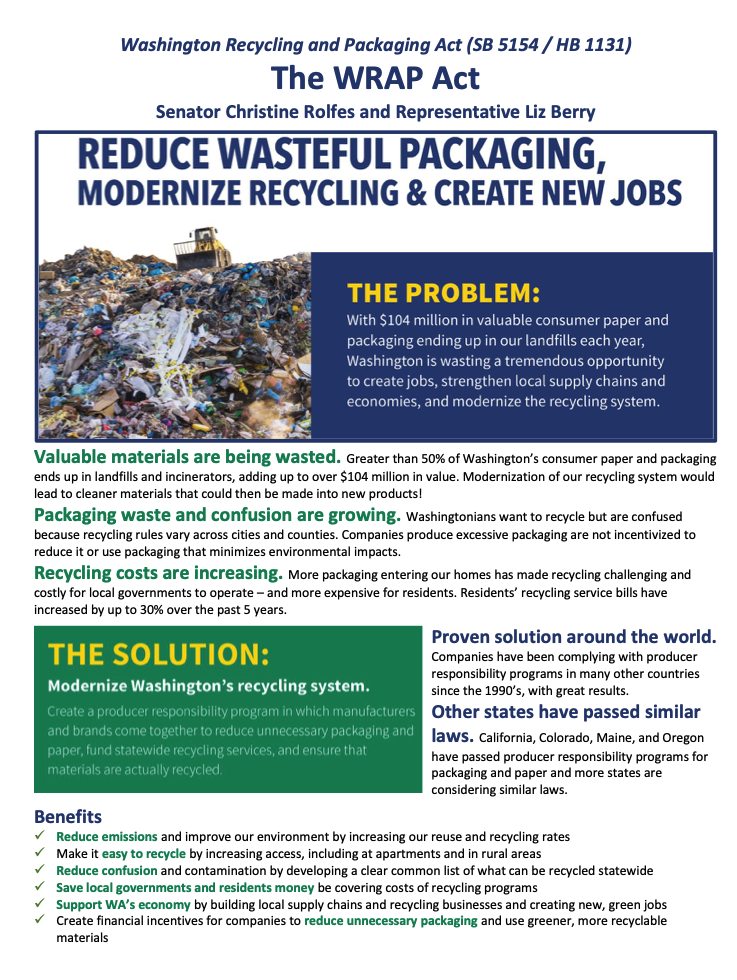 Washington Recycling and Packaging Act (SB 5154 / HB 1131)
The WRAP Act
Senator Christine Rolfes and Representative Liz Berry
REDUCE WASTEFUL PACKAGING,
MODERNIZE RECYCLING & CREATE NEW JOBS
THE PROBLEM:
With $104 million in valuable consumer paper and
packaging ending up in our landfills each year,
Washington is wasting a tremendous opportunity
to create jobs, strengthen local supply chains and
economies, and modernize the recycling system.
Valuable materials are being wasted. Greater than 50% of Washington's consumer paper and packaging
ends up in landfills and incinerators, adding up to over $104 million in value. Modernization of our recycling system would
lead to cleaner materials that could then be made into new products!
Packaging waste and confusion are growing. Washingtonians want to recycle but are confused
because recycling rules vary across cities and counties. Companies produce excessive packaging are not incentivized to
reduce it or use packaging that minimizes environmental impacts.
Recycling costs are increasing. More packaging entering our homes has made recycling challenging and
costly for local governments to operate – and more expensive for residents. Residents' recycling service bills have
increased by up to 30% over the past 5 years.
THE SOLUTION:
Modernize Washington's recycling system.
Create a producer responsibility program in which manufacturers
and brands come together to reduce unnecessary packaging and
paper, fund statewide recycling services, and ensure that
materials are actually recycled.
Proven solution around the world.
Companies have been complying with producer
responsibility programs in many other countries
since the 1990's, with great results.
Other states have passed similar
laws. California, Colorado, Maine, and Oregon
have passed producer responsibility programs for
packaging and paper and more states are
considering similar laws.
Benefits
✓ Reduce emissions and improve our environment by increasing our reuse and recycling rates
✓ Make it easy to recycle by increasing access, including at apartments and in rural areas
✓ Reduce confusion and contamination by developing a clear common list of what can be recycled statewide
✓ Save local governments and residents money be covering costs of recycling programs
✓ Support WA's economy by building local supply chains and recycling businesses and creating new, green jobs
✓ Create financial incentives for companies to reduce unnecessary packaging and use greener, more recyclable
materials